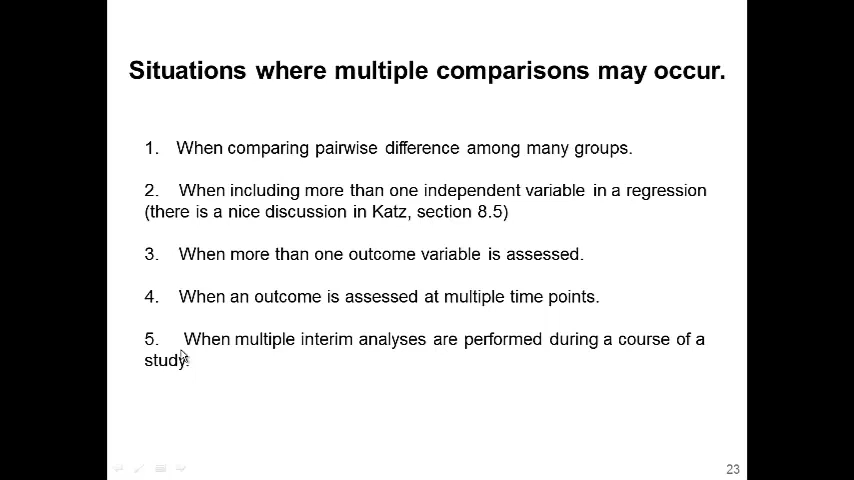 Situations where multiple comparisons may occur.
1. When comparing pairwise difference among many groups.
2. When including more than one independent variable in a regression
(there is a nice discussion in Katz, section 8.5)
3. When more than one outcome variable is assessed.
4. When an outcome is assessed at multiple time points.
5. When multiple interim analyses are performed during a course of a
study.
23